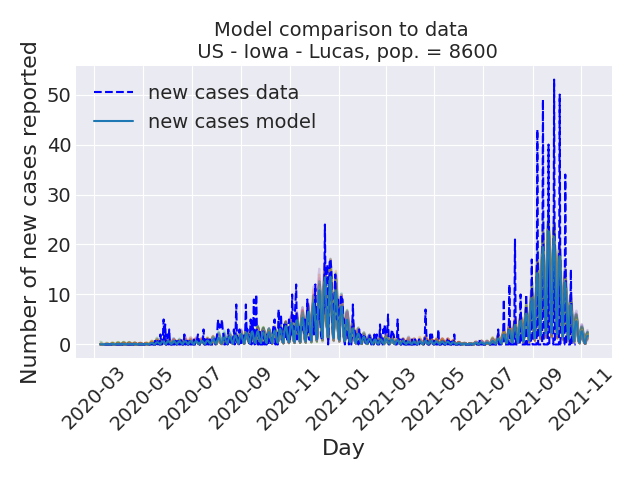 Model comparison to data
US - Iowa - Lucas, pop. = 8600
new cases data
new cases model
Number of new cases reported
50
40
30
20
10
0
2020-03
2020-05
2020-07
2020-09
2020-11
2021-01
2021-03
2021-05
2021-07
2021-09
2021-11
Day